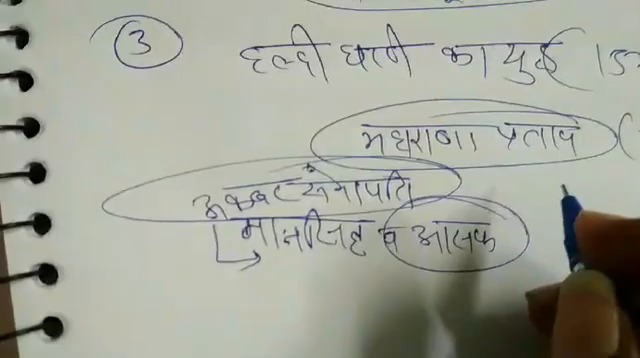 3 हल्दी घाटी का युद्ध (15
महाराणा प्रताप (
अकबर सेनापति
मानसिंह व आसफ